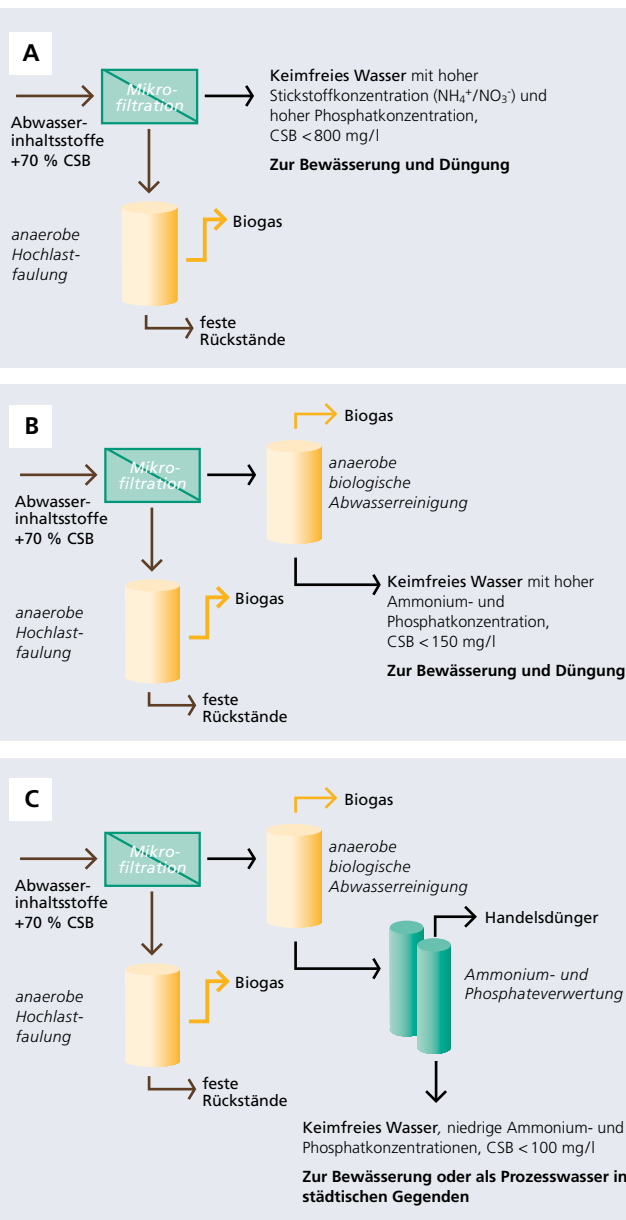 A
Mikro-
filtration
Abwasser-
inhaltsstoffe
+70 % CSB
Keimfreies Wasser mit hoher
Stickstoffkonzentration (NH₄⁺/NO₃⁻) und
hoher Phosphatkonzentration,
CSB < 800 mg/l
Zur Bewässerung und Düngung
anaerobe
Hochlast-
faulung
Biogas
feste
Rückstände
B
Biogas
Mikro-
filtration
anaerobe
biologische
Abwasserreinigung
Abwasser-
inhaltsstoffe
+70 % CSB
anaerobe
Hochlast-
faulung
Biogas
Keimfreies Wasser mit hoher
Ammonium- und
Phosphatkonzentration,
CSB < 150 mg/l
Zur Bewässerung und Düngung
feste
Rückstände
C
Biogas
Mikro-
filtration
anaerobe
biologische
Abwasserreinigung
Abwasser-
inhaltsstoffe
+70 % CSB
Handelsdünger
Ammonium- und
Phosphateverwertung
anaerobe
Hochlast-
faulung
Biogas
feste
Rückstände
Keimfreies Wasser, niedrige Ammonium- und
Phosphatkonzentrationen, CSB < 100 mg/l
Zur Bewässerung oder als Prozesswasser in
städtischen Gegenden